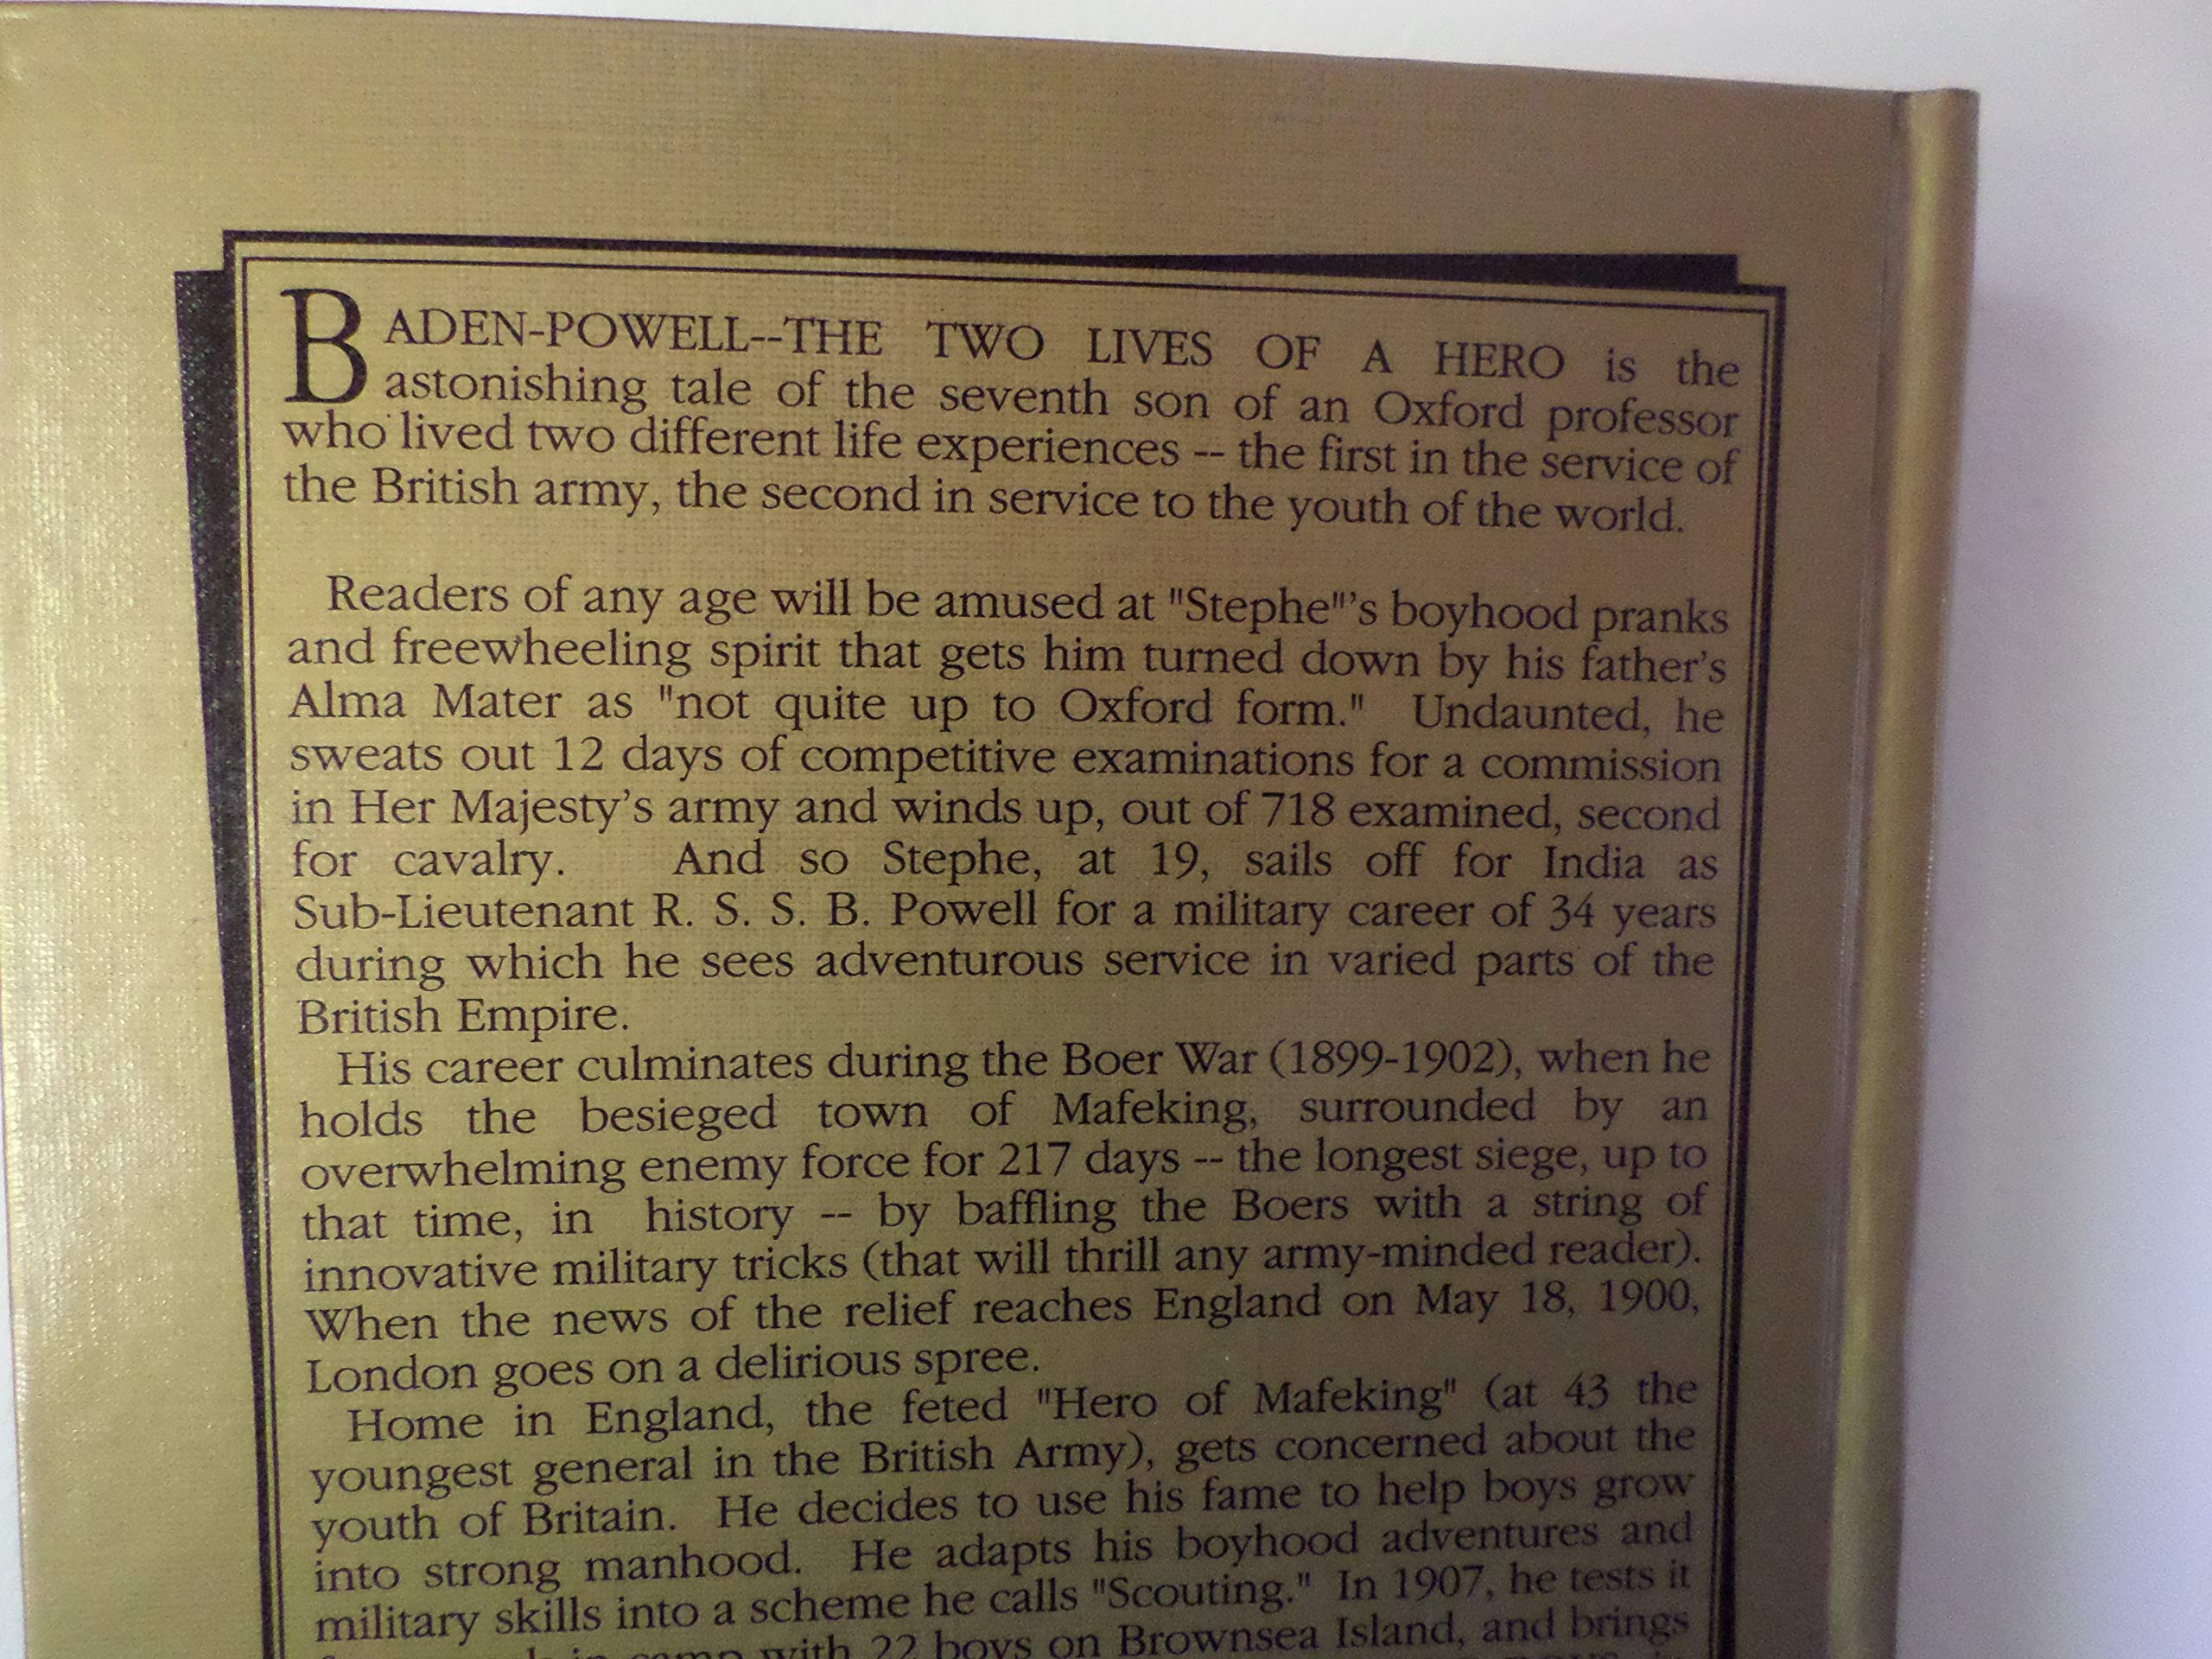 BADEN-POWELL--THE TWO LIVES OF A HERO is the
astonishing tale of the seventh son of an Oxford professor
who lived two different life experiences -- the first in the service of
the British army, the second in service to the youth of the world.
Readers of any age will be amused at "Stephe"'s boyhood pranks
and freewheeling spirit that gets him turned down by his father's
Alma Mater as "not quite up to Oxford form." Undaunted, he
sweats out 12 days of competitive examinations for a commission
in Her Majesty's army and winds up, out of 718 examined, second
for cavalry. And so Stephe, at 19, sails off for India as
Sub-Lieutenant R. S. S. B. Powell for a military career of 34 years
during which he sees adventurous service in varied parts of the
British Empire.
His career culminates during the Boer War (1899-1902), when he
holds the besieged town of Mafeking, surrounded by an
overwhelming enemy force for 217 days -- the longest siege, up to
that time, in history -- by baffling the Boers with a string of
innovative military tricks (that will thrill any army-minded reader).
When the news of the relief reaches England on May 18, 1900,
London goes on a delirious spree.
Home in England, the feted "Hero of Mafeking" (at 43 the
youngest general in the British Army), gets concerned about the
youth of Britain. He decides to use his fame to help boys grow
into strong manhood. He adapts his boyhood adventures and
military skills into a scheme he calls "Scouting." In 1907, he tests it
in camp with 22 boys on Brownsea Island, and brings